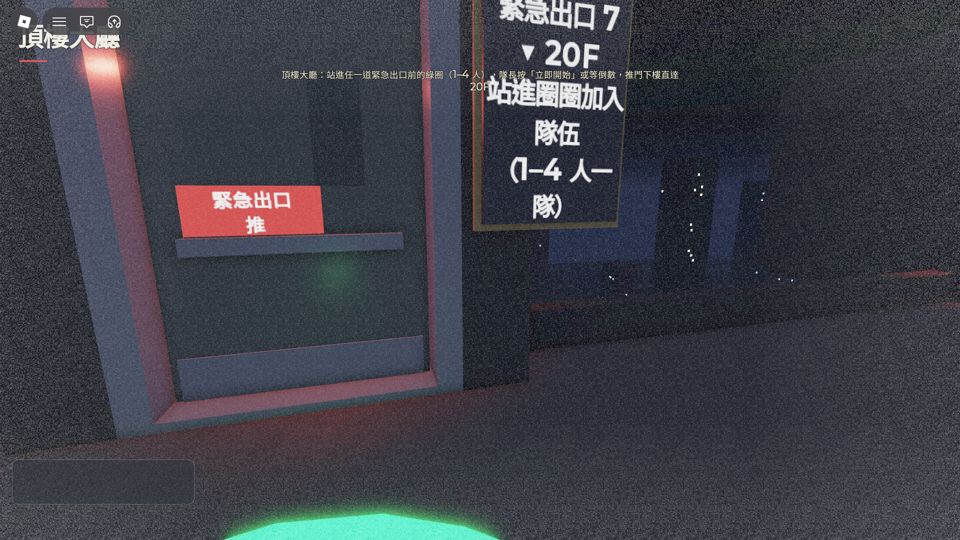 頂樓大廳
頂樓大廳：站進任一道緊急出口前的綠圈（1–4 人），隊長按「立即開始」或等倒數，推門下樓直達
20F
緊急出口 7
▼ 20F
站進圈圈加入
隊伍
（1–4 人一
隊）
緊急出口
推